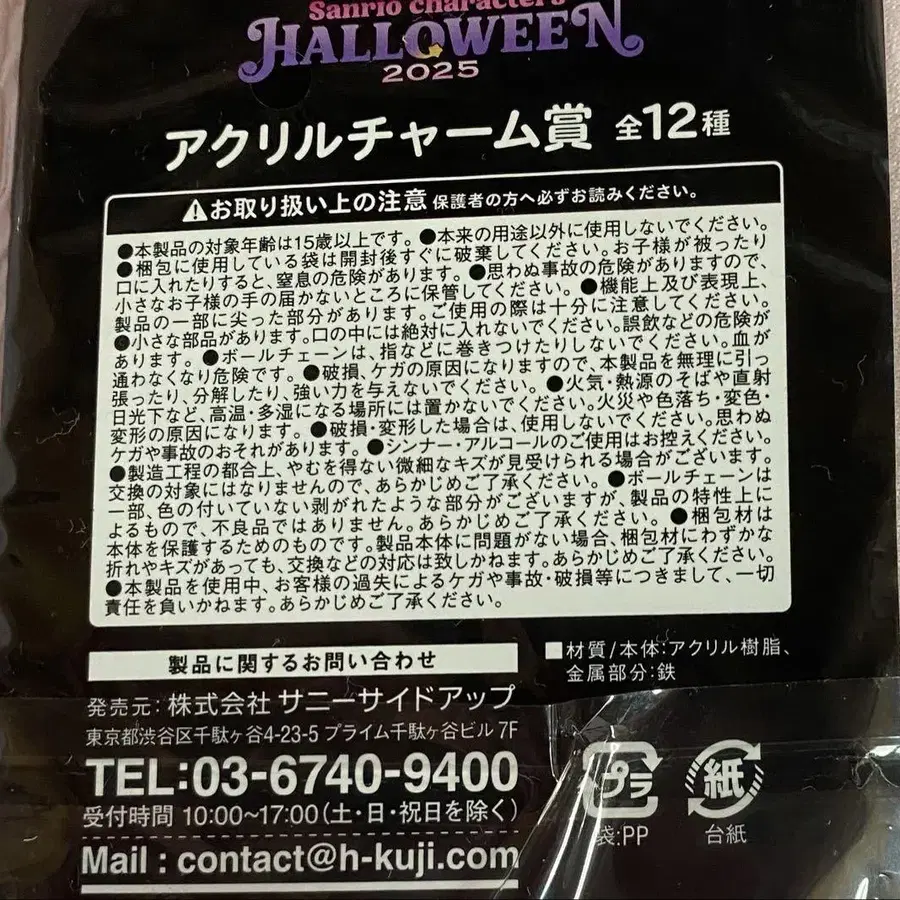 Sanrio characters
HALLOWEEN
2025
アクリルチャーム賞 全12種
⚠お取り扱い上の注意 保護者の方へ必ずお読みください。
●本製品の対象年齢は15歳以上です。●本来の用途以外に使用しないでください。
●梱包に使用している袋は開封後すぐに破棄してください。お子様が被ったり
口に入れたりすると、窒息の危険があります。●思わぬ事故の危険がありますので、
小さなお子様の手の届かないところに保管してください。●機能上及び表現上、
製品の一部に尖った部分があります。ご使用の際は十分に注意してください。
●小さな部品があります。口の中には絶対に入れないでください。誤飲などの危険が
あります。●ボールチェーンは、指などに巻きつけたりしないでください。血が
通わなくなり危険です。●破損、ケガの原因になりますので、本製品を無理に引っ
張ったり、分解したり、強い力を与えないでください。●火気・熱源のそばや直射
日光下など、高温・多湿になる場所には置かないでください。火災や色落ち・変色・
変形の原因になります。●破損・変形した場合は、使用しないでください。思わぬ
ケガや事故のおそれがあります。●シンナー・アルコールのご使用はお控えください。
●製造工程の都合上、やむを得ない微細なキズが見受けられる場合がございます。
交換の対象にはなりませんので、あらかじめご了承ください。●ボールチェーンは
一部、色の付いていない剥がれたような部分がございますが、製品の特性上に
よるもので、不良品ではありません。あらかじめご了承ください。●梱包材は
本体を保護するためのものです。製品本体に問題がない場合、梱包材にわずかな
折れやキズがあっても、交換などの対応は致しかねます。あらかじめご了承ください。
●本製品を使用中、お客様の過失によるケガや事故・破損等につきまして、一切
責任を負いかねます。あらかじめご了承ください。
製品に関するお問い合わせ
発売元:株式会社 サニーサイドアップ
東京都渋谷区千駄ヶ谷4-23-5 プライム千駄ヶ谷ビル 7F
TEL:03-6740-9400
受付時間 10:00~17:00(土・日・祝日を除く)
Mail : contact@h-kuji.com
■材質/本体:アクリル樹脂、
金属部分:鉄
プラ
袋:PP
紙
台紙